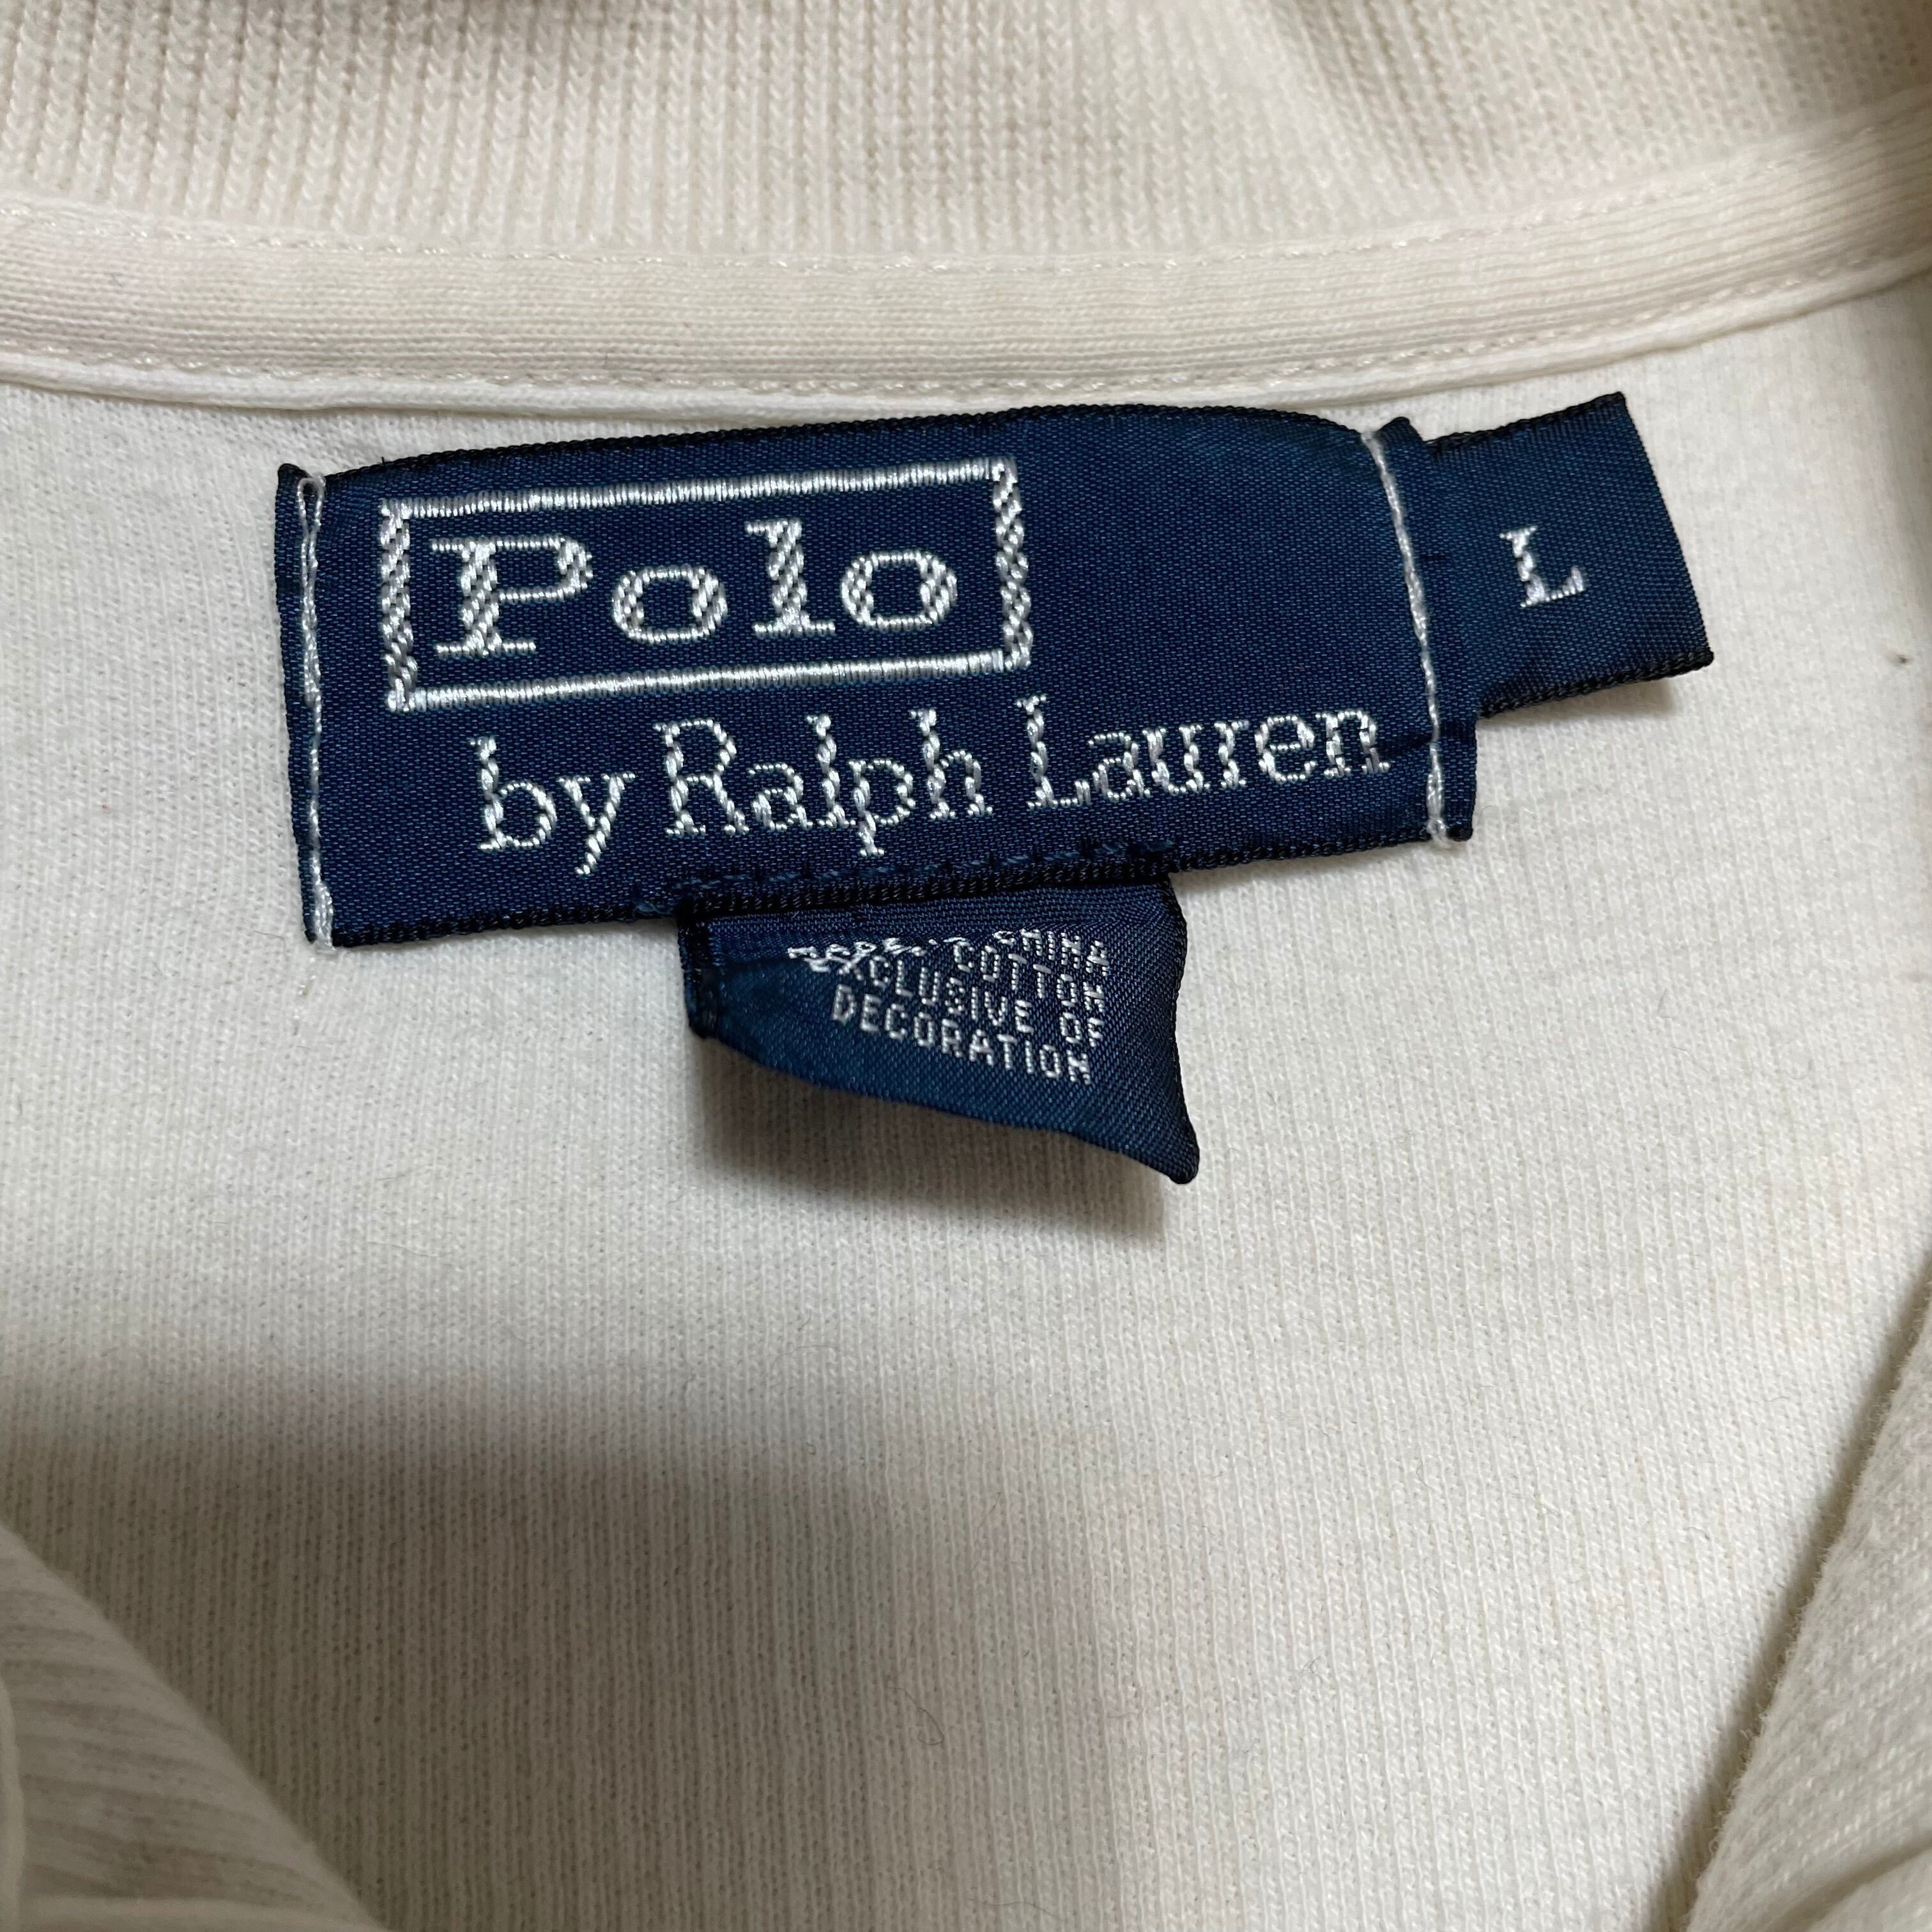 Polo
by Ralph Lauren
L
CHINA
COTTON
EXCLUSIVE OF
DECORATION